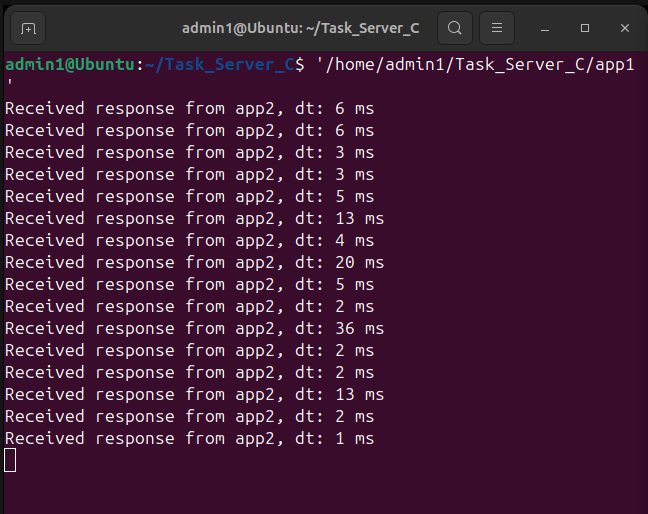 admin1@Ubuntu: ~/Task_Server_C
admin1@Ubuntu:~/Task_Server_C$ '/home/admin1/Task_Server_C/app1
'
Received response from app2, dt: 6 ms
Received response from app2, dt: 6 ms
Received response from app2, dt: 3 ms
Received response from app2, dt: 3 ms
Received response from app2, dt: 5 ms
Received response from app2, dt: 13 ms
Received response from app2, dt: 4 ms
Received response from app2, dt: 20 ms
Received response from app2, dt: 5 ms
Received response from app2, dt: 2 ms
Received response from app2, dt: 36 ms
Received response from app2, dt: 2 ms
Received response from app2, dt: 2 ms
Received response from app2, dt: 13 ms
Received response from app2, dt: 2 ms
Received response from app2, dt: 1 ms